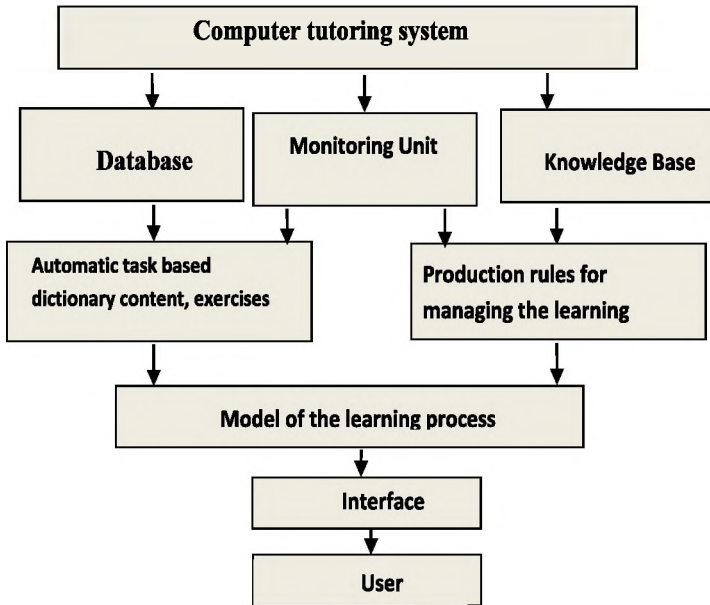 Computer tutoring system
Database
Monitoring Unit
Knowledge Base
Automatic task based
dictionary content, exercises
Production rules for
managing the learning
Model of the learning process
Interface
User